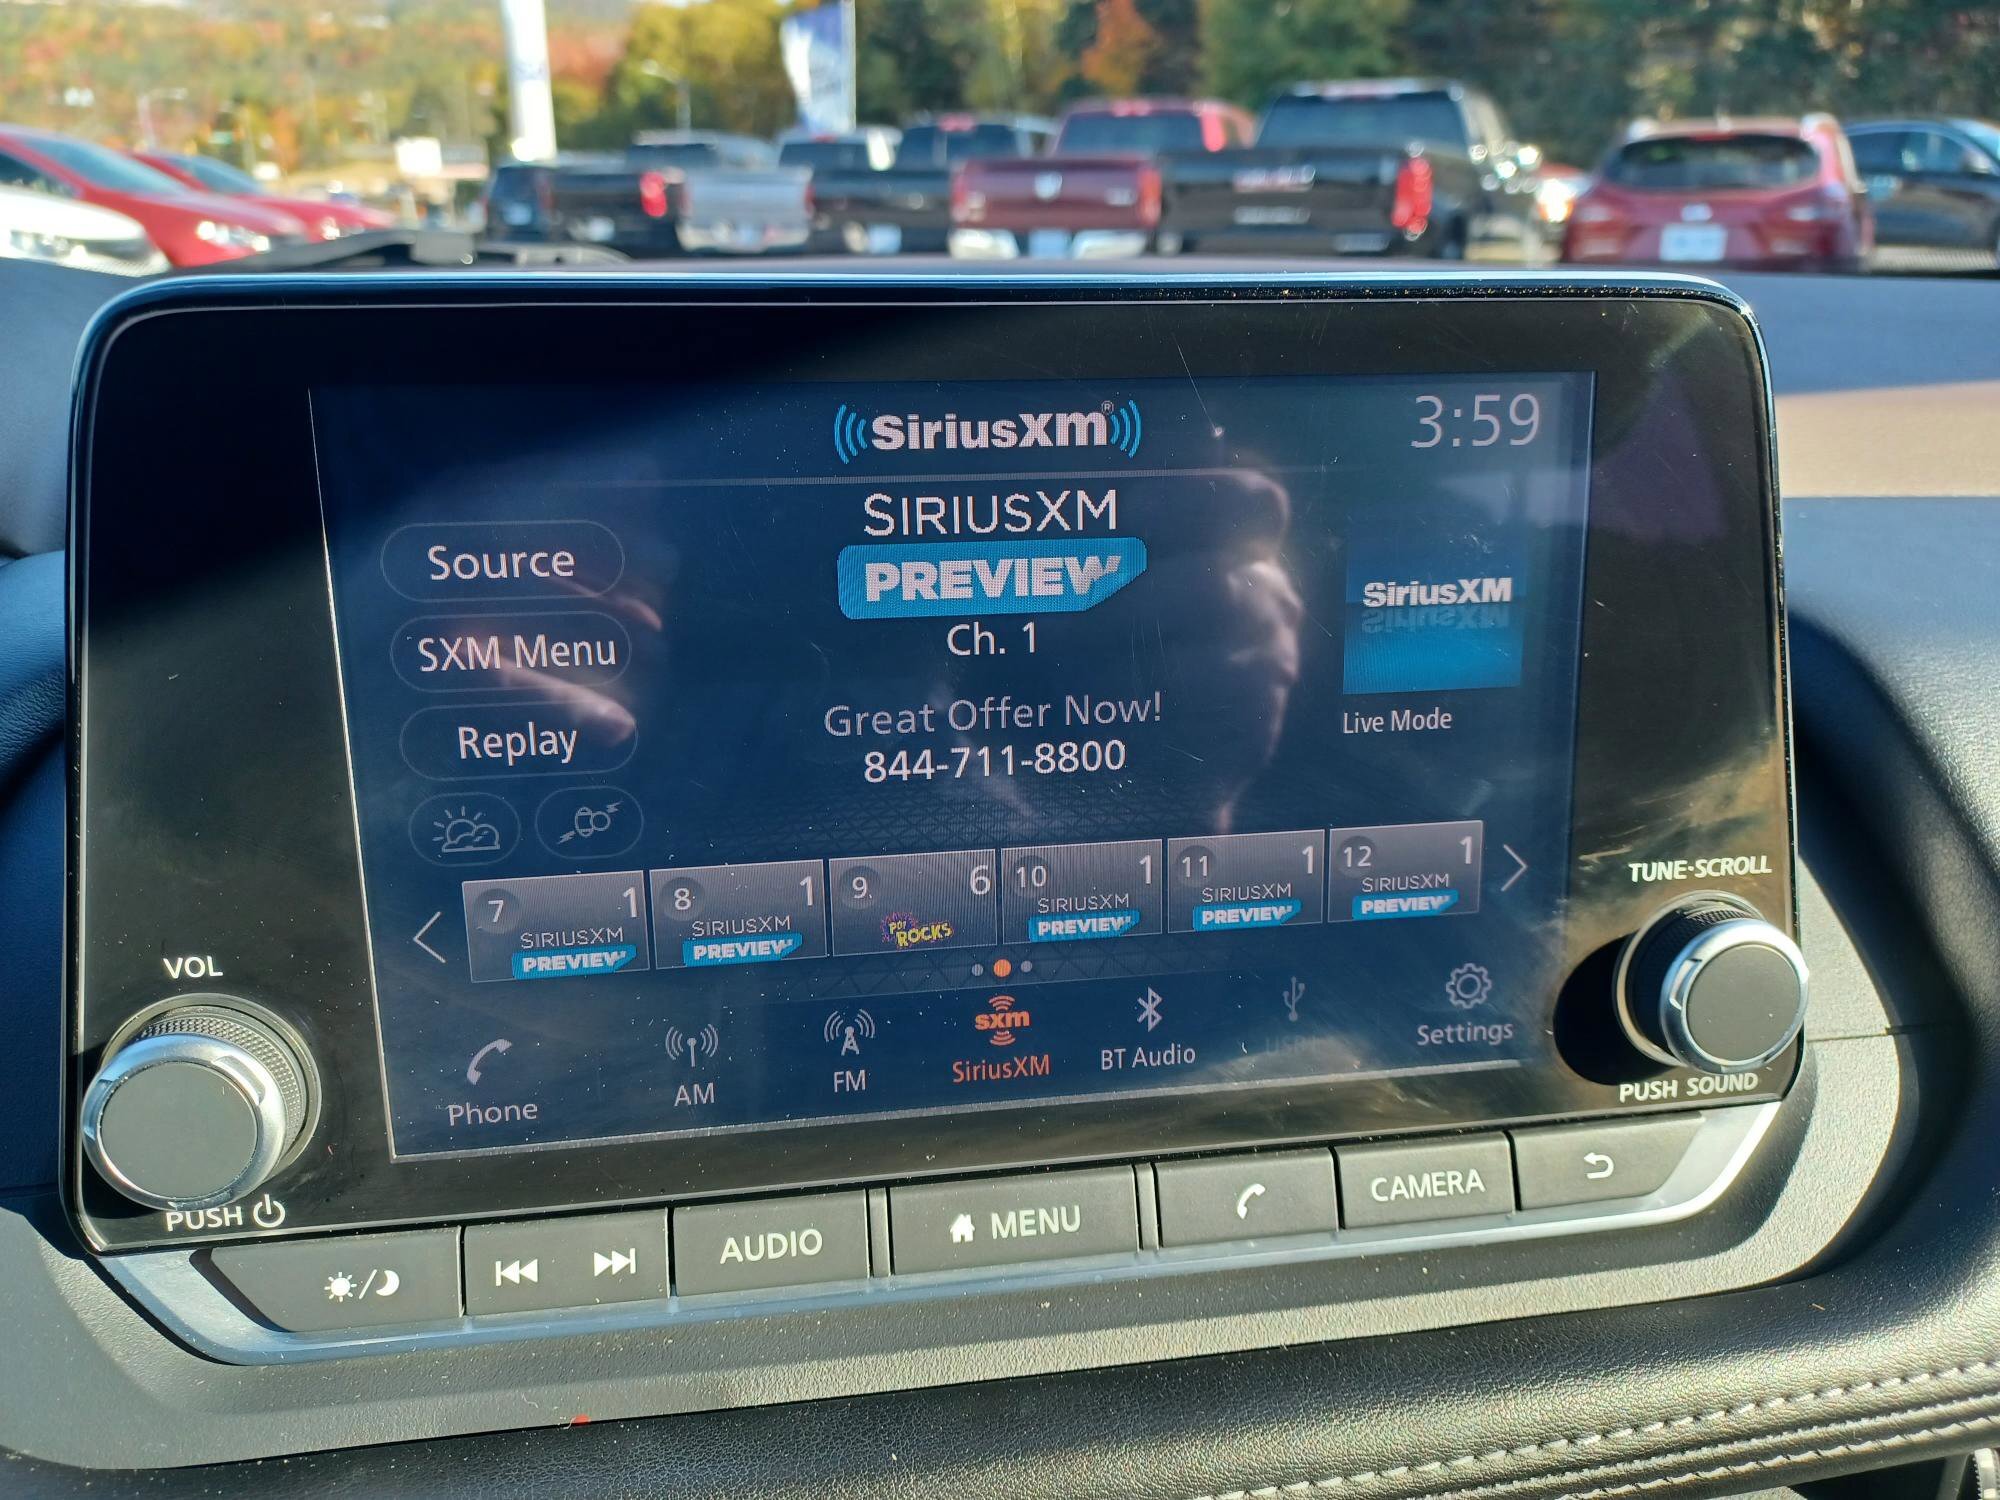 SiriusXM®
3:59
SIRIUSXM
PREVIEW
Ch. 1
Great Offer Now!
844-711-8800
Source
SXM Menu
Replay
SiriusXM
Live Mode
7 1
SIRIUSXM
PREVIEW
8 1
SIRIUSXM
PREVIEW
9 6
POP
ROCKS
10 1
SIRIUSXM
PREVIEW
11 1
SIRIUSXM
PREVIEW
12 1
SIRIUSXM
PREVIEW
Phone
AM
FM
sxm
SiriusXM
BT Audio
Settings
VOL
PUSH
TUNE·SCROLL
PUSH SOUND
AUDIO
MENU
CAMERA